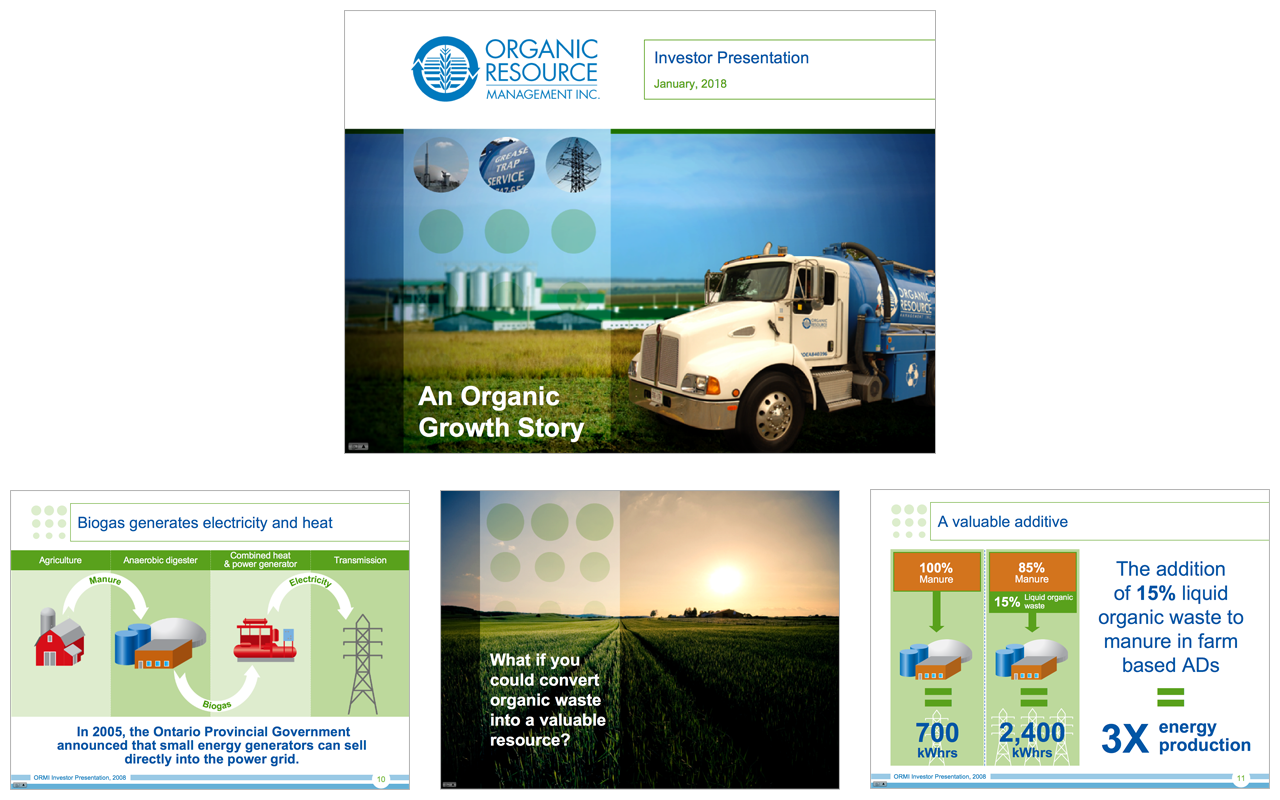 ORGANIC
RESOURCE
MANAGEMENT INC.
Investor Presentation
January, 2018
GREASE
TRAP
SERVICE
ORGANIC
RESOURCE
ORGANIC
RESOURCE
An Organic
Growth Story
Biogas generates electricity and heat
Agriculture
Anaerobic digester
Combined heat
& power generator
Transmission
Manure
Electricity
Biogas
In 2005, the Ontario Provincial Government
announced that small energy generators can sell
directly into the power grid.
ORMI Investor Presentation, 2008
10
What if you
could convert
organic waste
into a valuable
resource?
A valuable additive
100%
Manure
85%
Manure
15% Liquid organic
waste
700
kWhrs
2,400
kWhrs
The addition
of 15% liquid
organic waste to
manure in farm
based ADs
3X energy
production
ORMI Investor Presentation, 2008
11